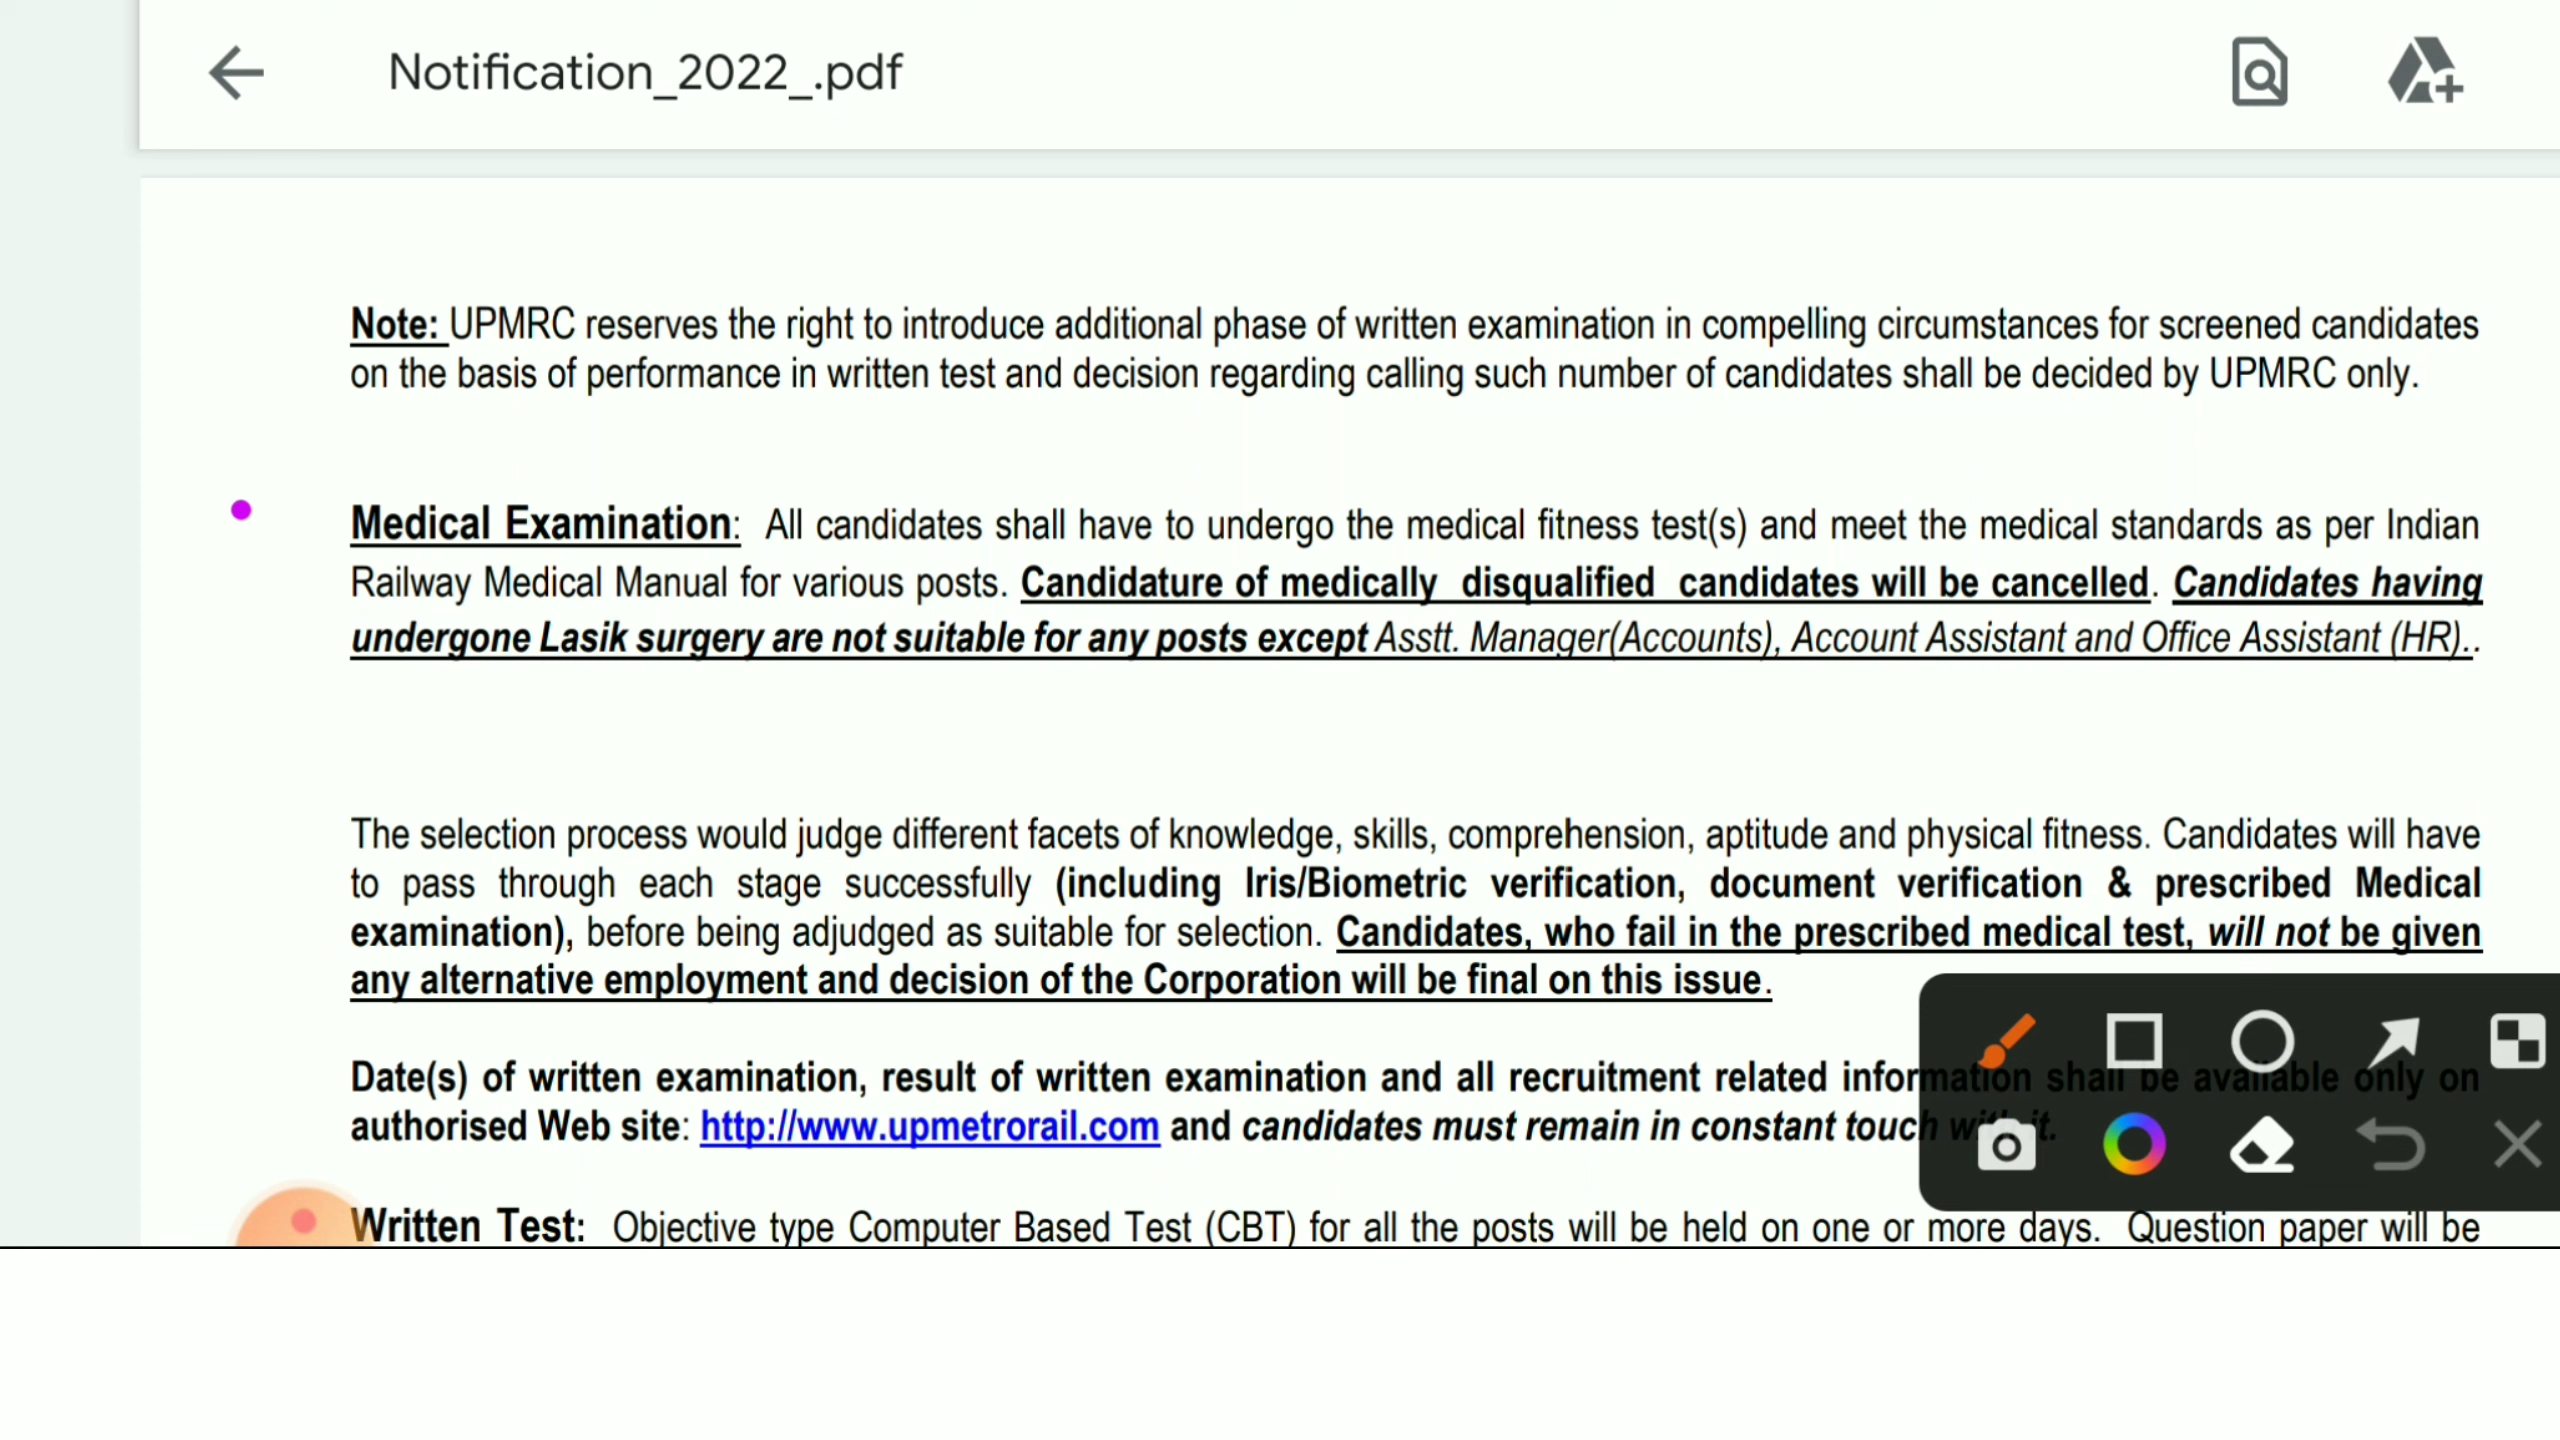 Notification_2022_.pdf
Note: UPMRC reserves the right to introduce additional phase of written examination in compelling circumstances for screened candidates
on the basis of performance in written test and decision regarding calling such number of candidates shall be decided by UPMRC only.
Medical Examination: All candidates shall have to undergo the medical fitness test(s) and meet the medical standards as per Indian
Railway Medical Manual for various posts. Candidature of medically disqualified candidates will be cancelled. Candidates having
undergone Lasik surgery are not suitable for any posts except Asstt. Manager(Accounts), Account Assistant and Office Assistant (HR)..
The selection process would judge different facets of knowledge, skills, comprehension, aptitude and physical fitness. Candidates will have
to pass through each stage successfully (including Iris/Biometric verification, document verification & prescribed Medical
examination), before being adjudged as suitable for selection. Candidates, who fail in the prescribed medical test, will not be given
any alternative employment and decision of the Corporation will be final on this issue.
Date(s) of written examination, result of written examination and all recruitment related information shall be available only on
authorised Web site: http://www.upmetrorail.com and candidates must remain in constant touch with it.
Written Test: Objective type Computer Based Test (CBT) for all the posts will be held on one or more days. Question paper will be